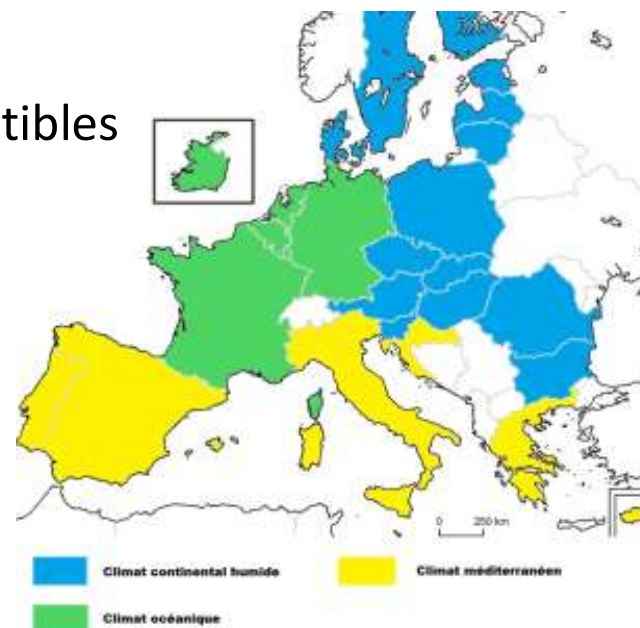 tibles
0 250 km
Climat continental humide
Climat méditerranéen
Climat océanique